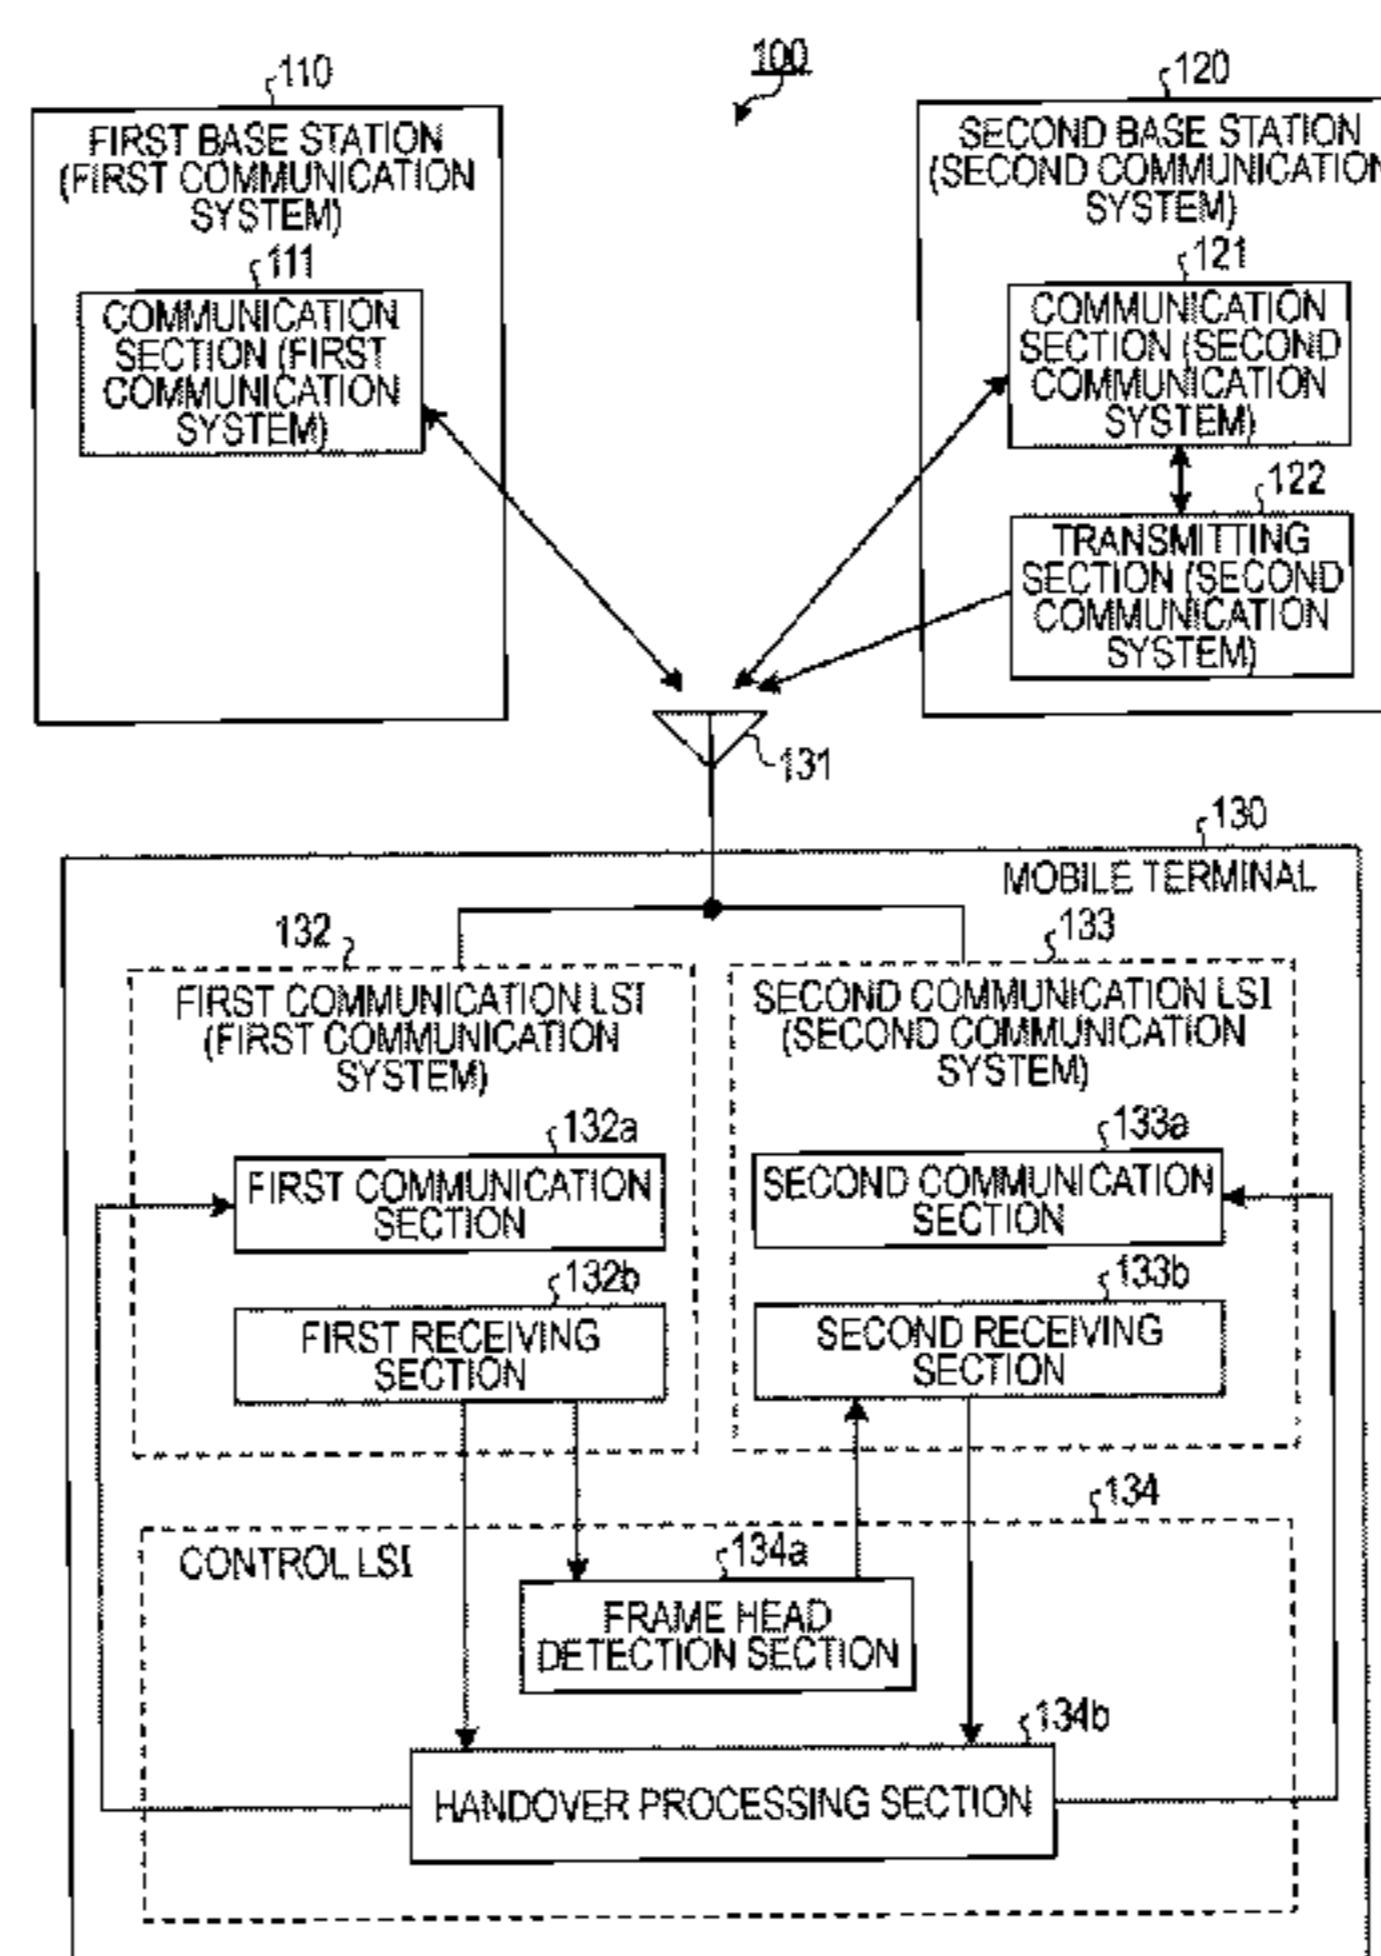 100
110
FIRST BASE STATION
(FIRST COMMUNICATION
SYSTEM)
111
COMMUNICATION
SECTION (FIRST
COMMUNICATION
SYSTEM)
120
SECOND BASE STATION
(SECOND COMMUNICATION
SYSTEM)
121
COMMUNICATION
SECTION (SECOND
COMMUNICATION
SYSTEM)
122
TRANSMITTING
SECTION (SECOND
COMMUNICATION
SYSTEM)
131
130
MOBILE TERMINAL
132
FIRST COMMUNICATION LSI
(FIRST COMMUNICATION
SYSTEM)
132a
FIRST COMMUNICATION
SECTION
132b
FIRST RECEIVING
SECTION
133
SECOND COMMUNICATION LSI
(SECOND COMMUNICATION
SYSTEM)
133a
SECOND COMMUNICATION
SECTION
133b
SECOND RECEIVING
SECTION
134
CONTROL LSI
134a
FRAME HEAD
DETECTION SECTION
134b
HANDOVER PROCESSING SECTION